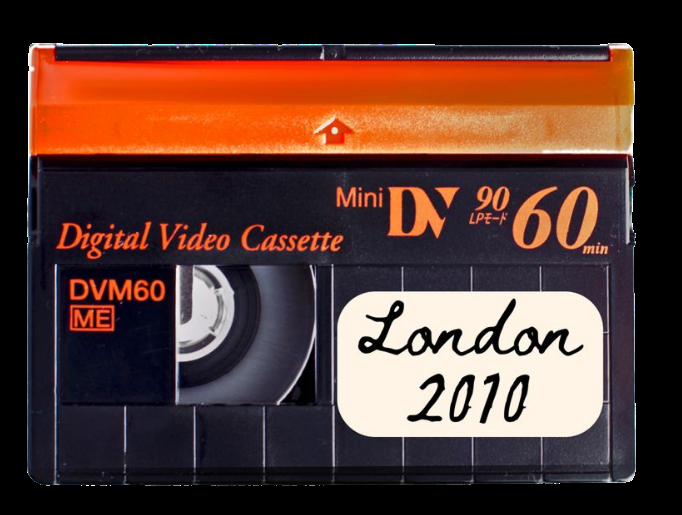 Mini DV 90 60
LPモード min
Digital Video Cassette
DVM60
ME
London
2010